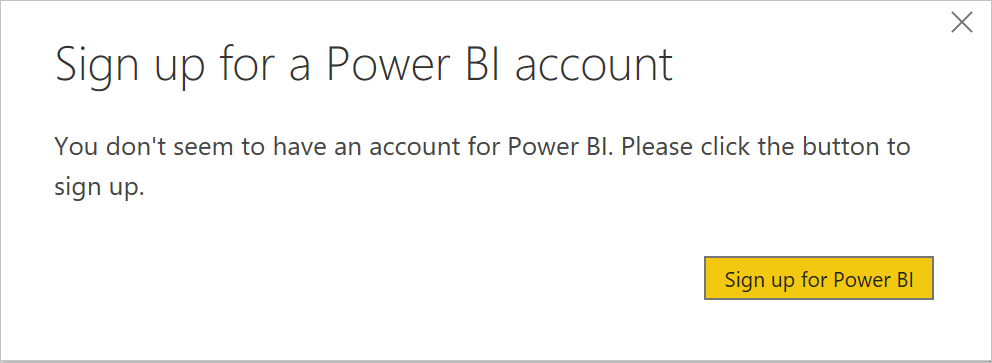 Sign up for a Power BI account
You don't seem to have an account for Power BI. Please click the button to
sign up.
Sign up for Power BI